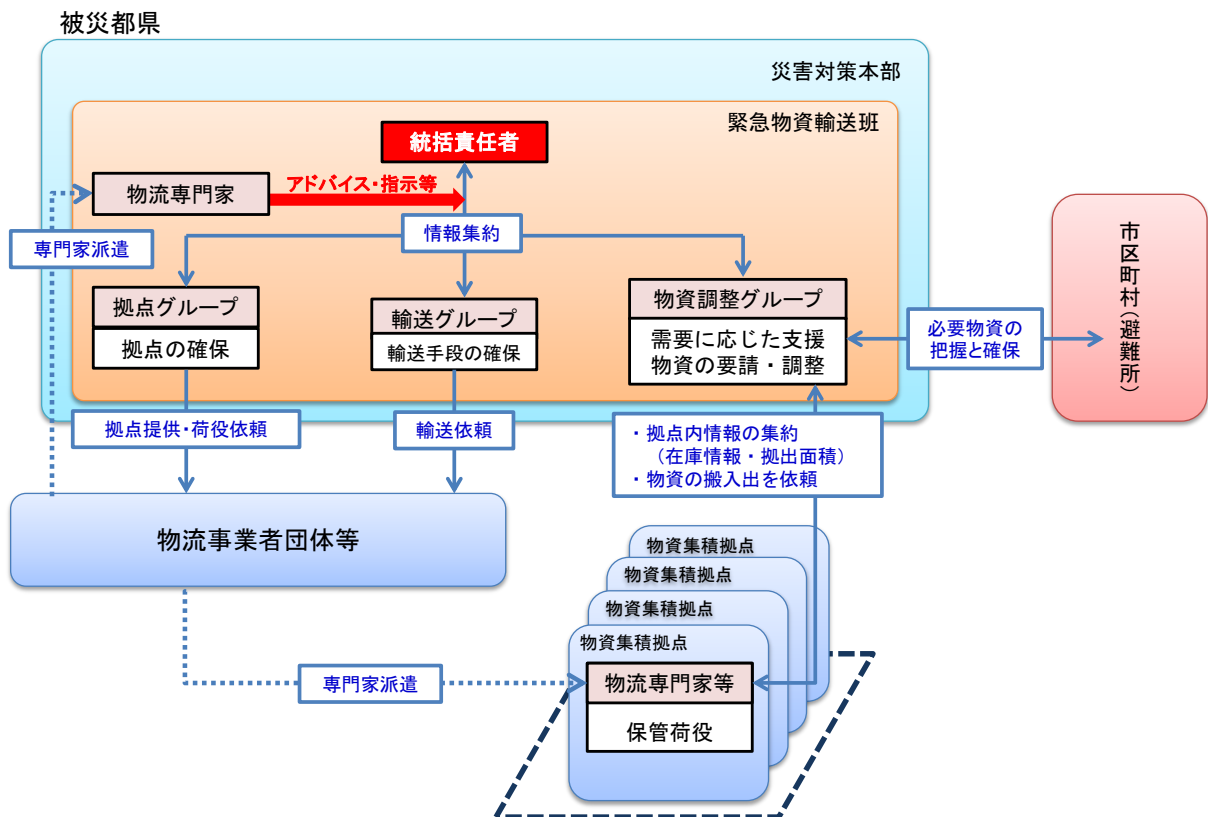 被災都県
災害対策本部
緊急物資輸送班
統括責任者
物流専門家
アドバイス・指示等
専門家派遣
情報集約
拠点グループ
拠点の確保
輸送グループ
輸送手段の確保
物資調整グループ
需要に応じた支援
物資の要請・調整
必要物資の
把握と確保
市区町村（避難所）
拠点提供・荷役依頼
輸送依頼
・拠点内情報の集約
（在庫情報・拠出面積）
・物資の搬入出を依頼
物流事業者団体等
物資集積拠点
物資集積拠点
物資集積拠点
物資集積拠点
専門家派遣
物流専門家等
保管荷役